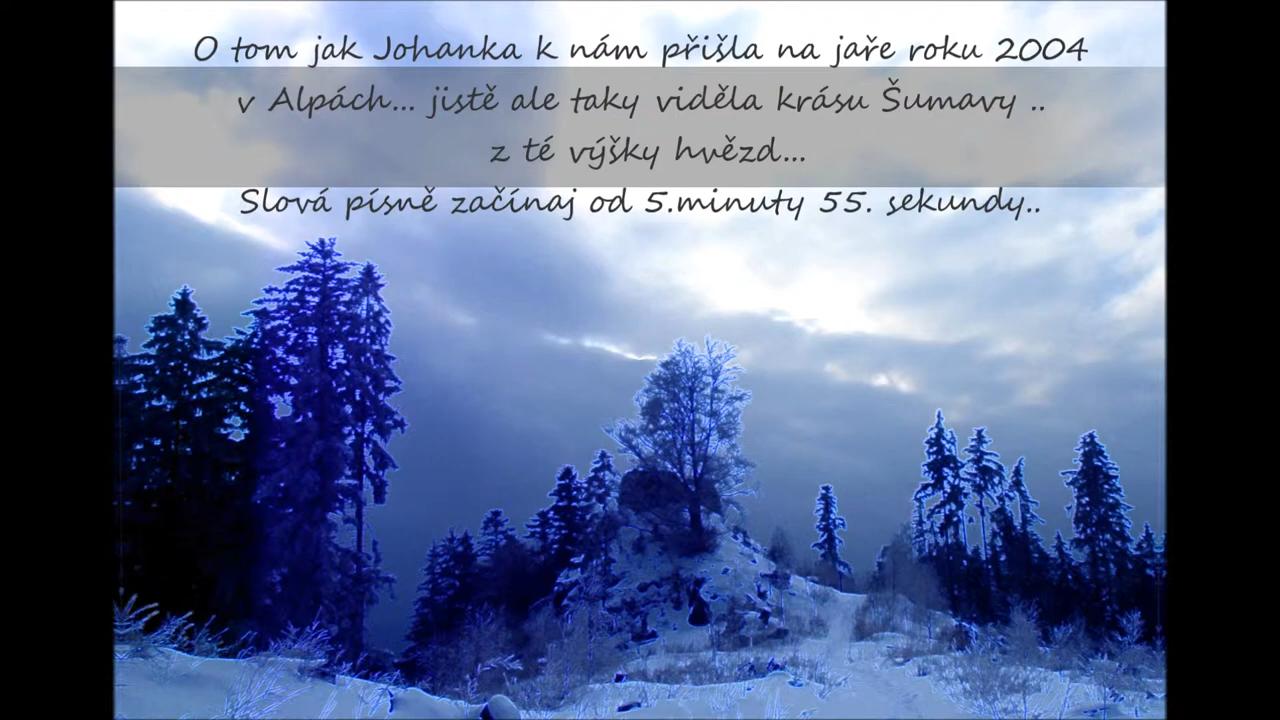 O tom jak Johanka k nám přišla na jaře roku 2004
v Alpách... jistě ale taky viděla krásu Šumavy ..
z té výšky hvězd...
Slová písně začínaj od 5.minuty 55. sekundy..